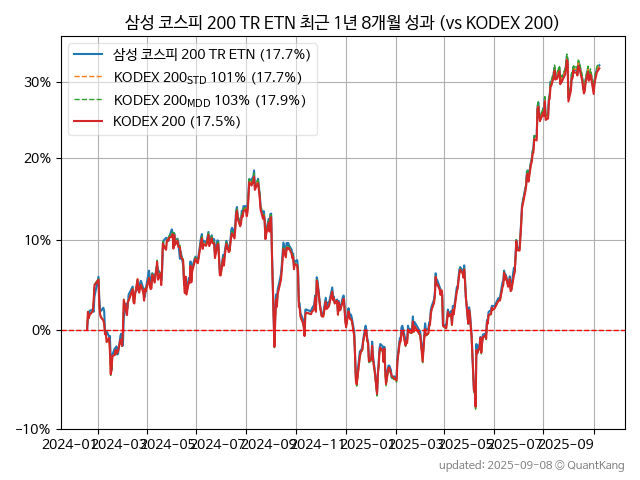 삼성 코스피 200 TR ETN 최근 1년 8개월 성과 (vs KODEX 200)
삼성 코스피 200 TR ETN (17.7%)
KODEX 200STD 101% (17.7%)
KODEX 200MDD 103% (17.9%)
KODEX 200 (17.5%)
30%
20%
10%
0%
−10%
2024−01 2024−03 2024−05 2024−07 2024−09 2024−11 2025−01 2025−03 2025−05 2025−07 2025−09
updated: 2025-09-08 © QuantKang